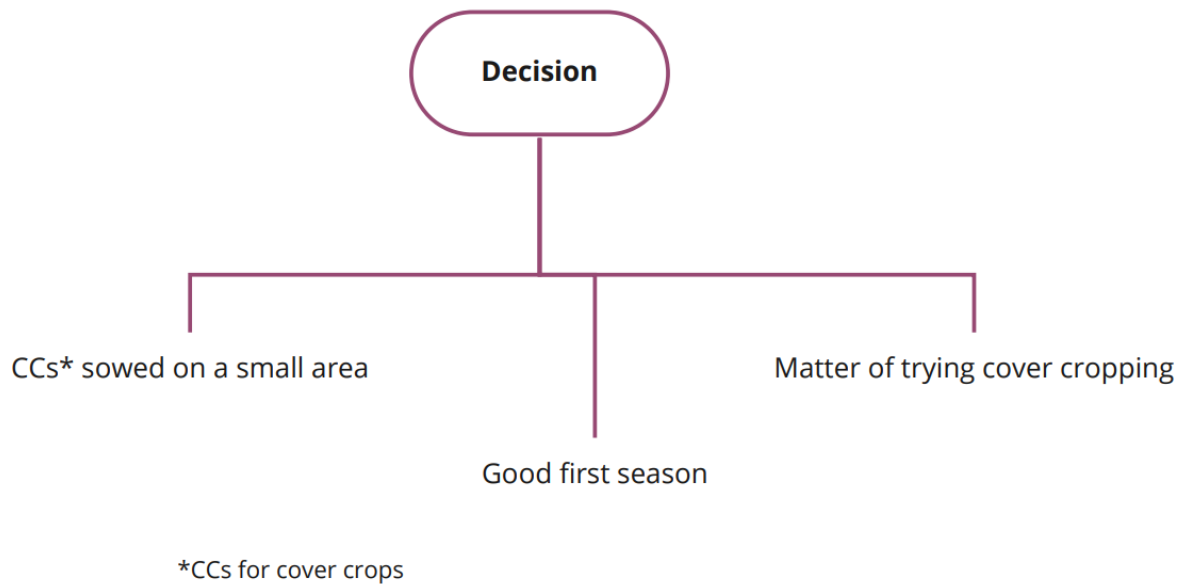 Decision
CCs* sowed on a small area
Matter of trying cover cropping
Good first season
*CCs for cover crops